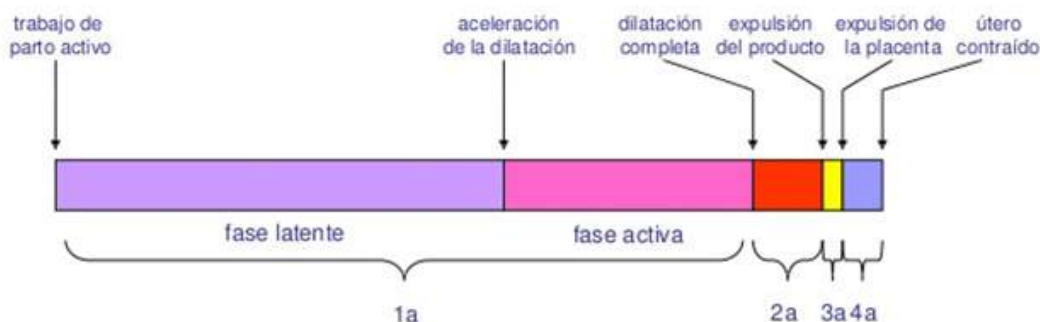 trabajo de
parto activo
aceleración
de la dilatación
dilatación
completa
expulsión
del producto
expulsión de
la placenta
útero
contraído
fase latente
fase activa
1a
2a
3a
4a